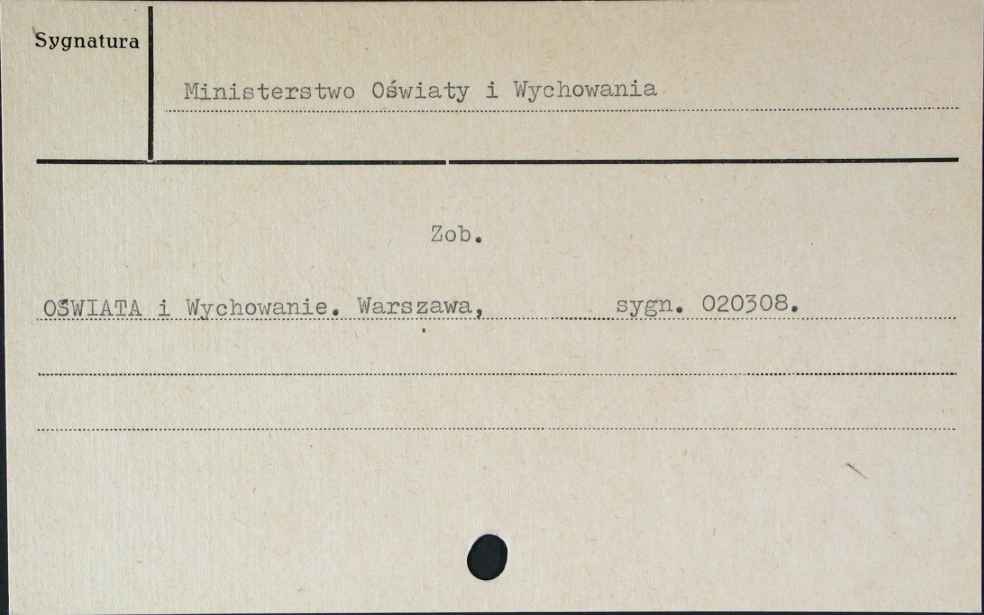 Sygnatura
Ministerstwo Oświaty i Wychowania
Zob.
OŚWIATA i Wychowanie. Warszawa, sygn. 020308.